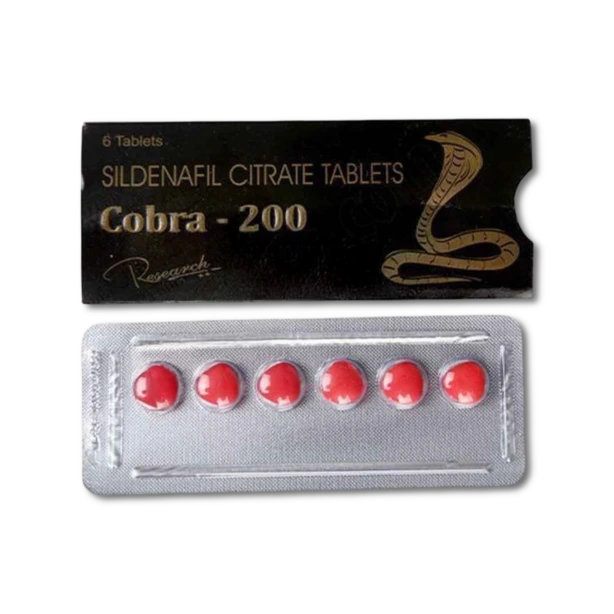 6 Tablets
SILDENAFIL CITRATE TABLETS
Cobra - 200
Research